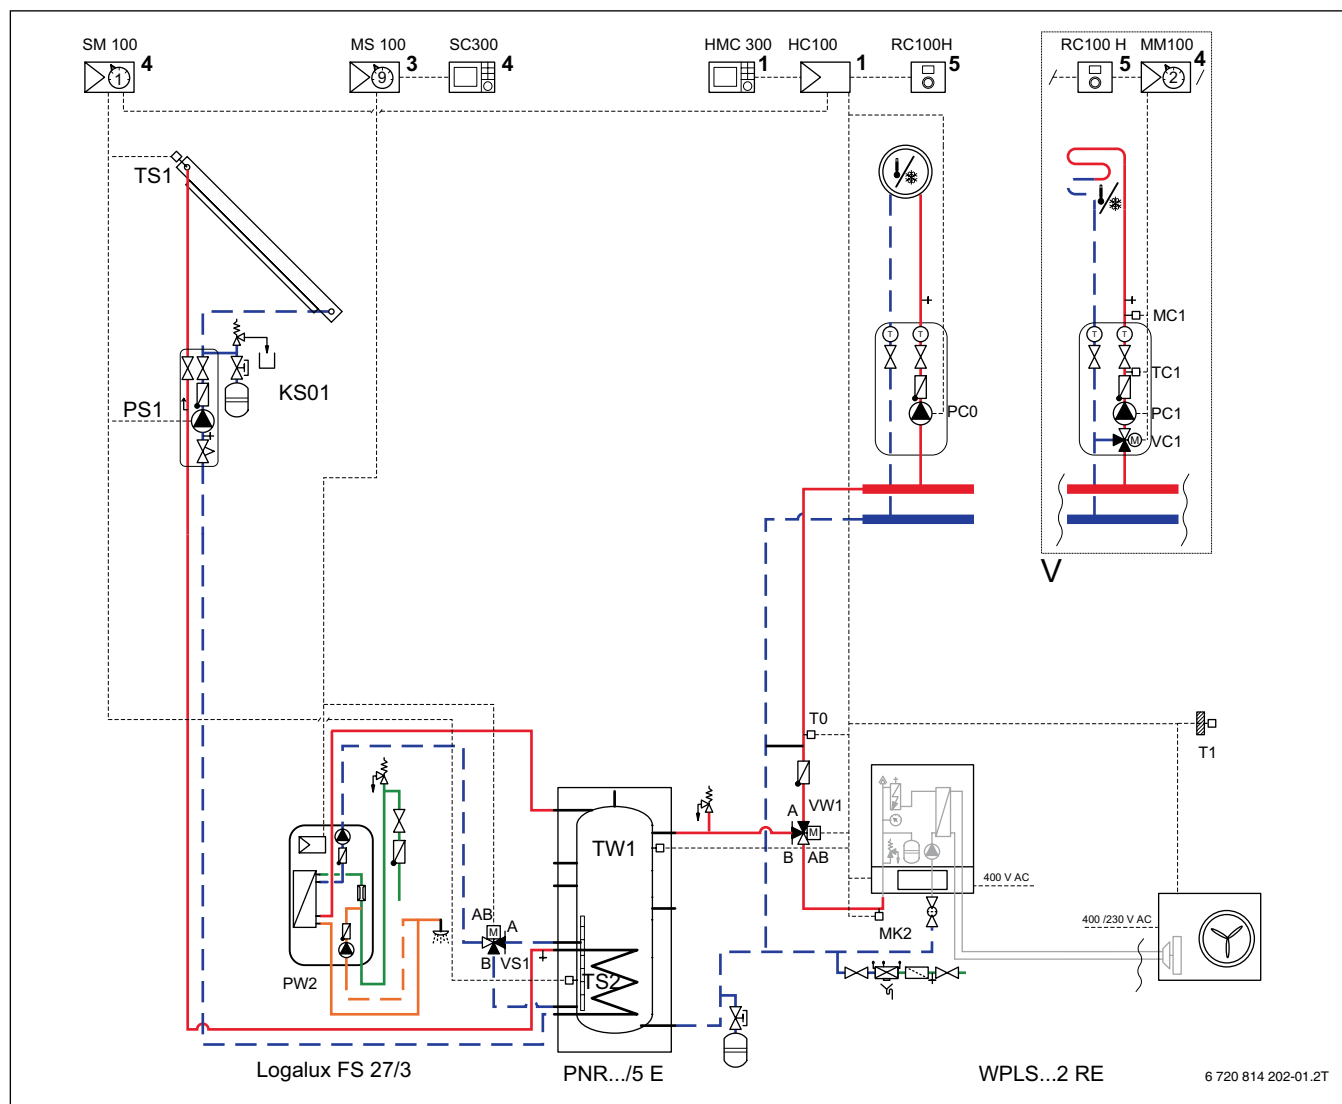 SM 100 MS 100 SC300 HMC 300 HC100 RC100H RC100 H MM100
1 4 9 3 4 1 1 5 5 2 4
TS1
MC1
T T T T
TC1
KS01
PS1 PC0 PC1
M VC1
V
T0
T1
A VW1
M
TW1
B AB
400 V AC
AB A
M
MK2
400 /230 V AC
B VS1
PW2 TS2
Logalux FS 27/3 PNR.../5 E WPLS...2 RE 6 720 814 202-01.2T